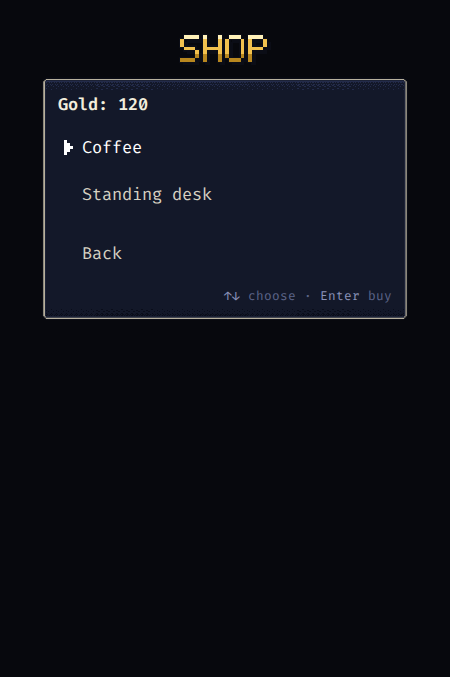 SHOP
Gold: 120
Coffee
Standing desk
Back
↑↓ choose · Enter buy